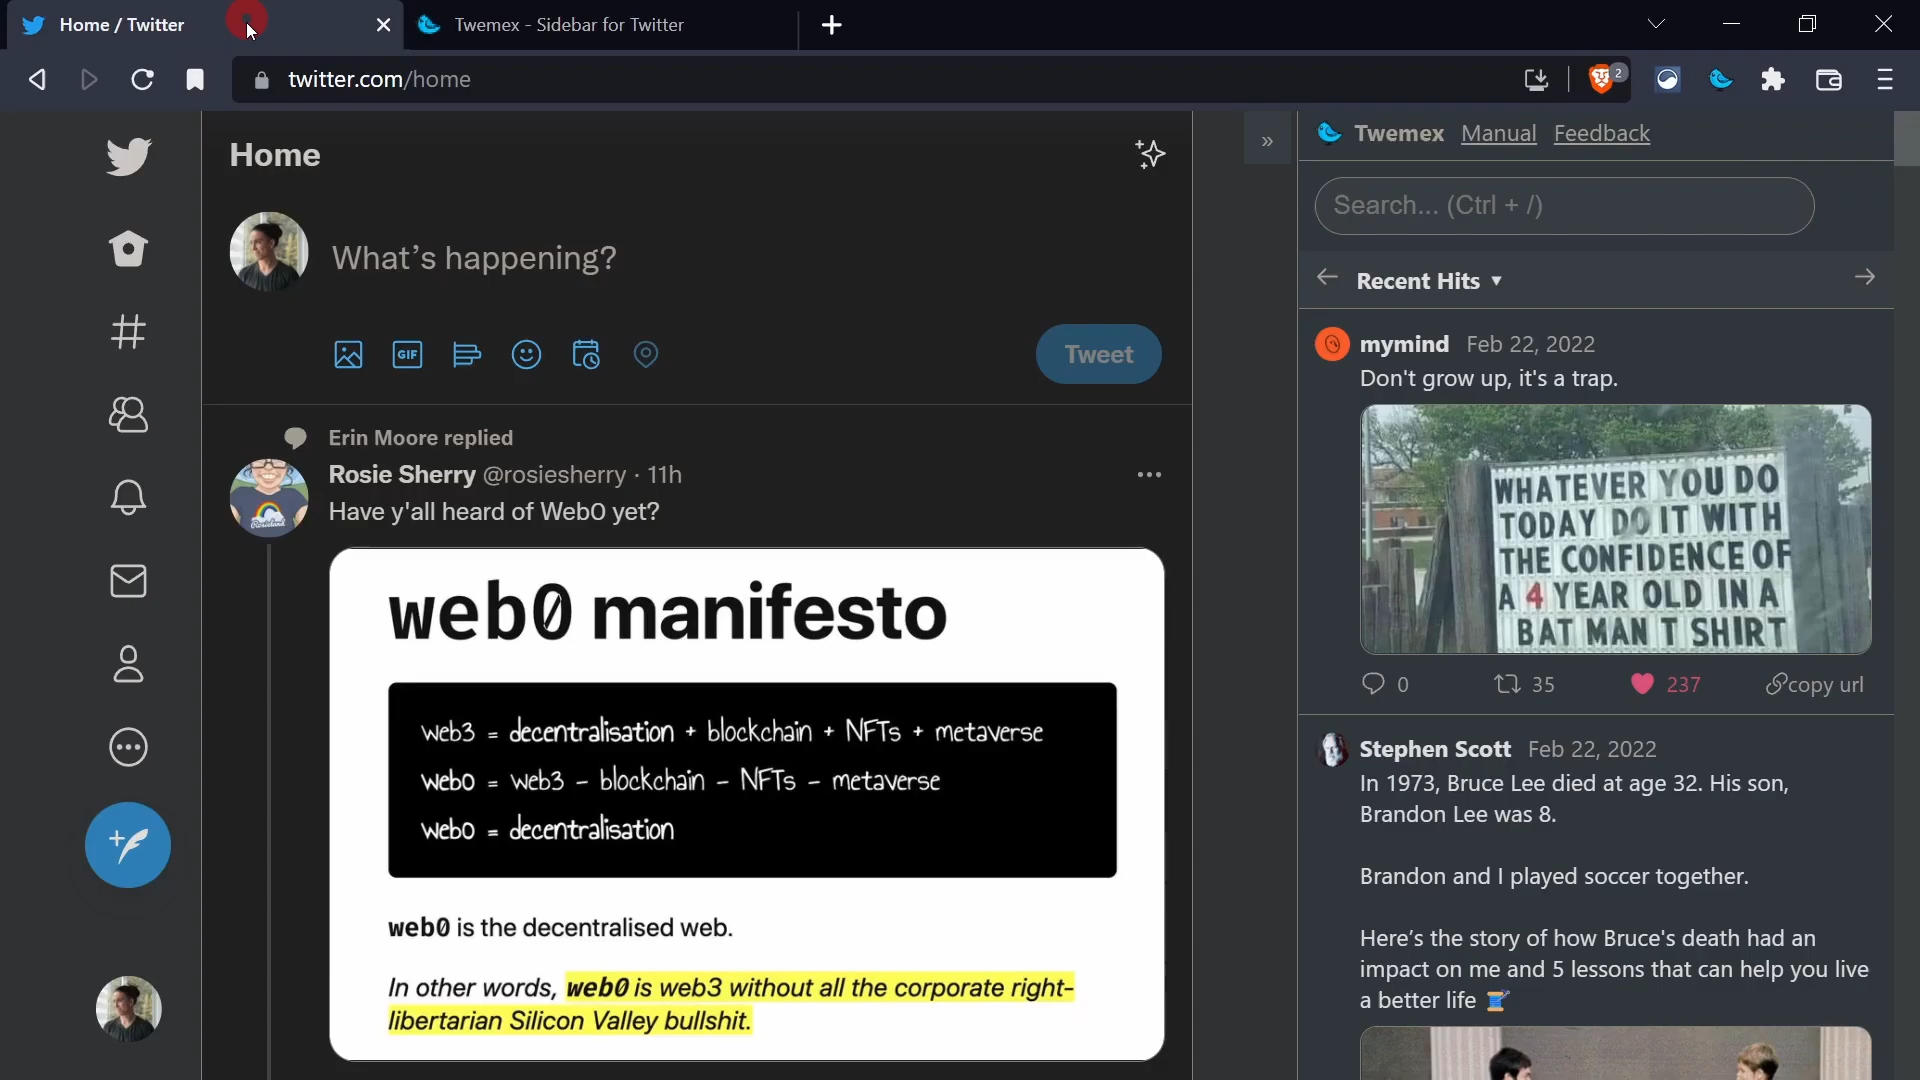 Home / Twitter
Twemex - Sidebar for Twitter
twitter.com/home
2
Home
What's happening?
GIF
Tweet
Erin Moore replied
Rosie Sherry @rosiesherry · 11h
Have y'all heard of Web0 yet?
web0 manifesto
web3 = decentralisation + blockchain + NFTs + metaverse
web0 = web3 - blockchain - NFTs - metaverse
web0 = decentralisation
web0 is the decentralised web.
In other words, web0 is web3 without all the corporate right-
libertarian Silicon Valley bullshit.
Twemex Manual Feedback
Search... (Ctrl + /)
Recent Hits
mymind Feb 22, 2022
Don't grow up, it's a trap.
WHATEVER YOU DO
TODAY DO IT WITH
THE CONFIDENCE OF
A 4 YEAR OLD IN A
BAT MAN T SHIRT
0 35 237 copy url
Stephen Scott Feb 22, 2022
In 1973, Bruce Lee died at age 32. His son,
Brandon Lee was 8.
Brandon and I played soccer together.
Here's the story of how Bruce's death had an
impact on me and 5 lessons that can help you live
a better life 🧵